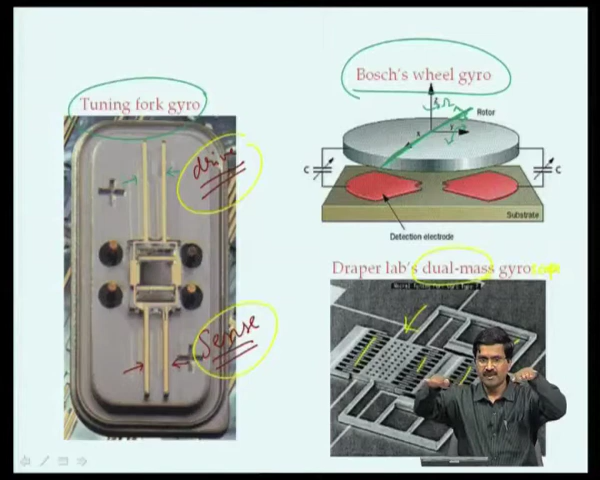 Tuning fork gyro
drive
Sense
Bosch's wheel gyro
Ω
Rotor
C
C
Substrate
Detection electrode
Draper lab's dual-mass gyro